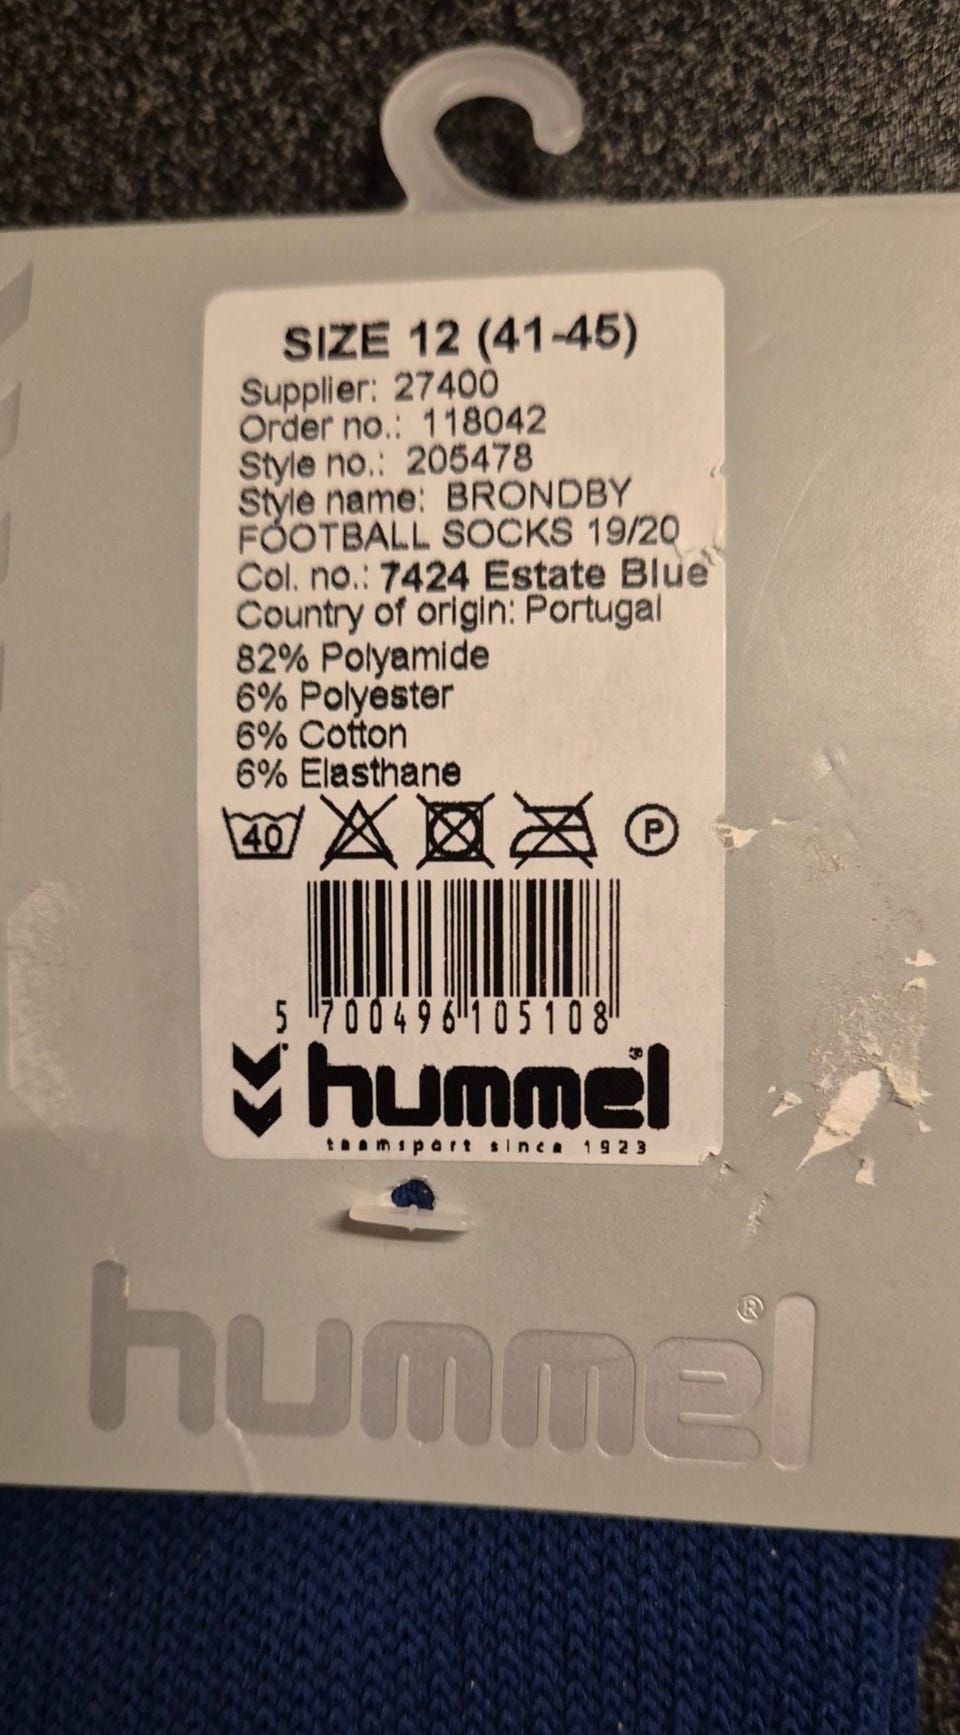 SIZE 12 (41-45)
Supplier: 27400
Order no.: 118042
Style no.: 205478
Style name: BRONDBY
FOOTBALL SOCKS 19/20
Col. no.: 7424 Estate Blue
Country of origin: Portugal
82% Polyamide
6% Polyester
6% Cotton
6% Elasthane
40 P
5 700496 105108
hummel®
teamsport since 1923
hummel®